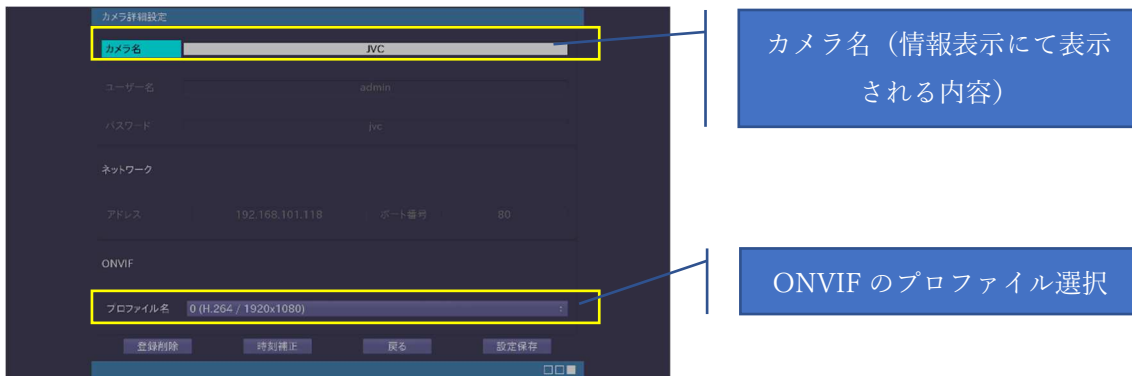 カメラ詳細設定
カメラ名 JVC
ユーザー名 admin
パスワード jvc
ネットワーク
アドレス 192.168.101.118 ポート番号 80
ONVIF
プロファイル名 0 (H.264 / 1920x1080)
登録削除 時刻補正 戻る 設定保存
カメラ名（情報表示にて表示
される内容）
ONVIF のプロファイル選択